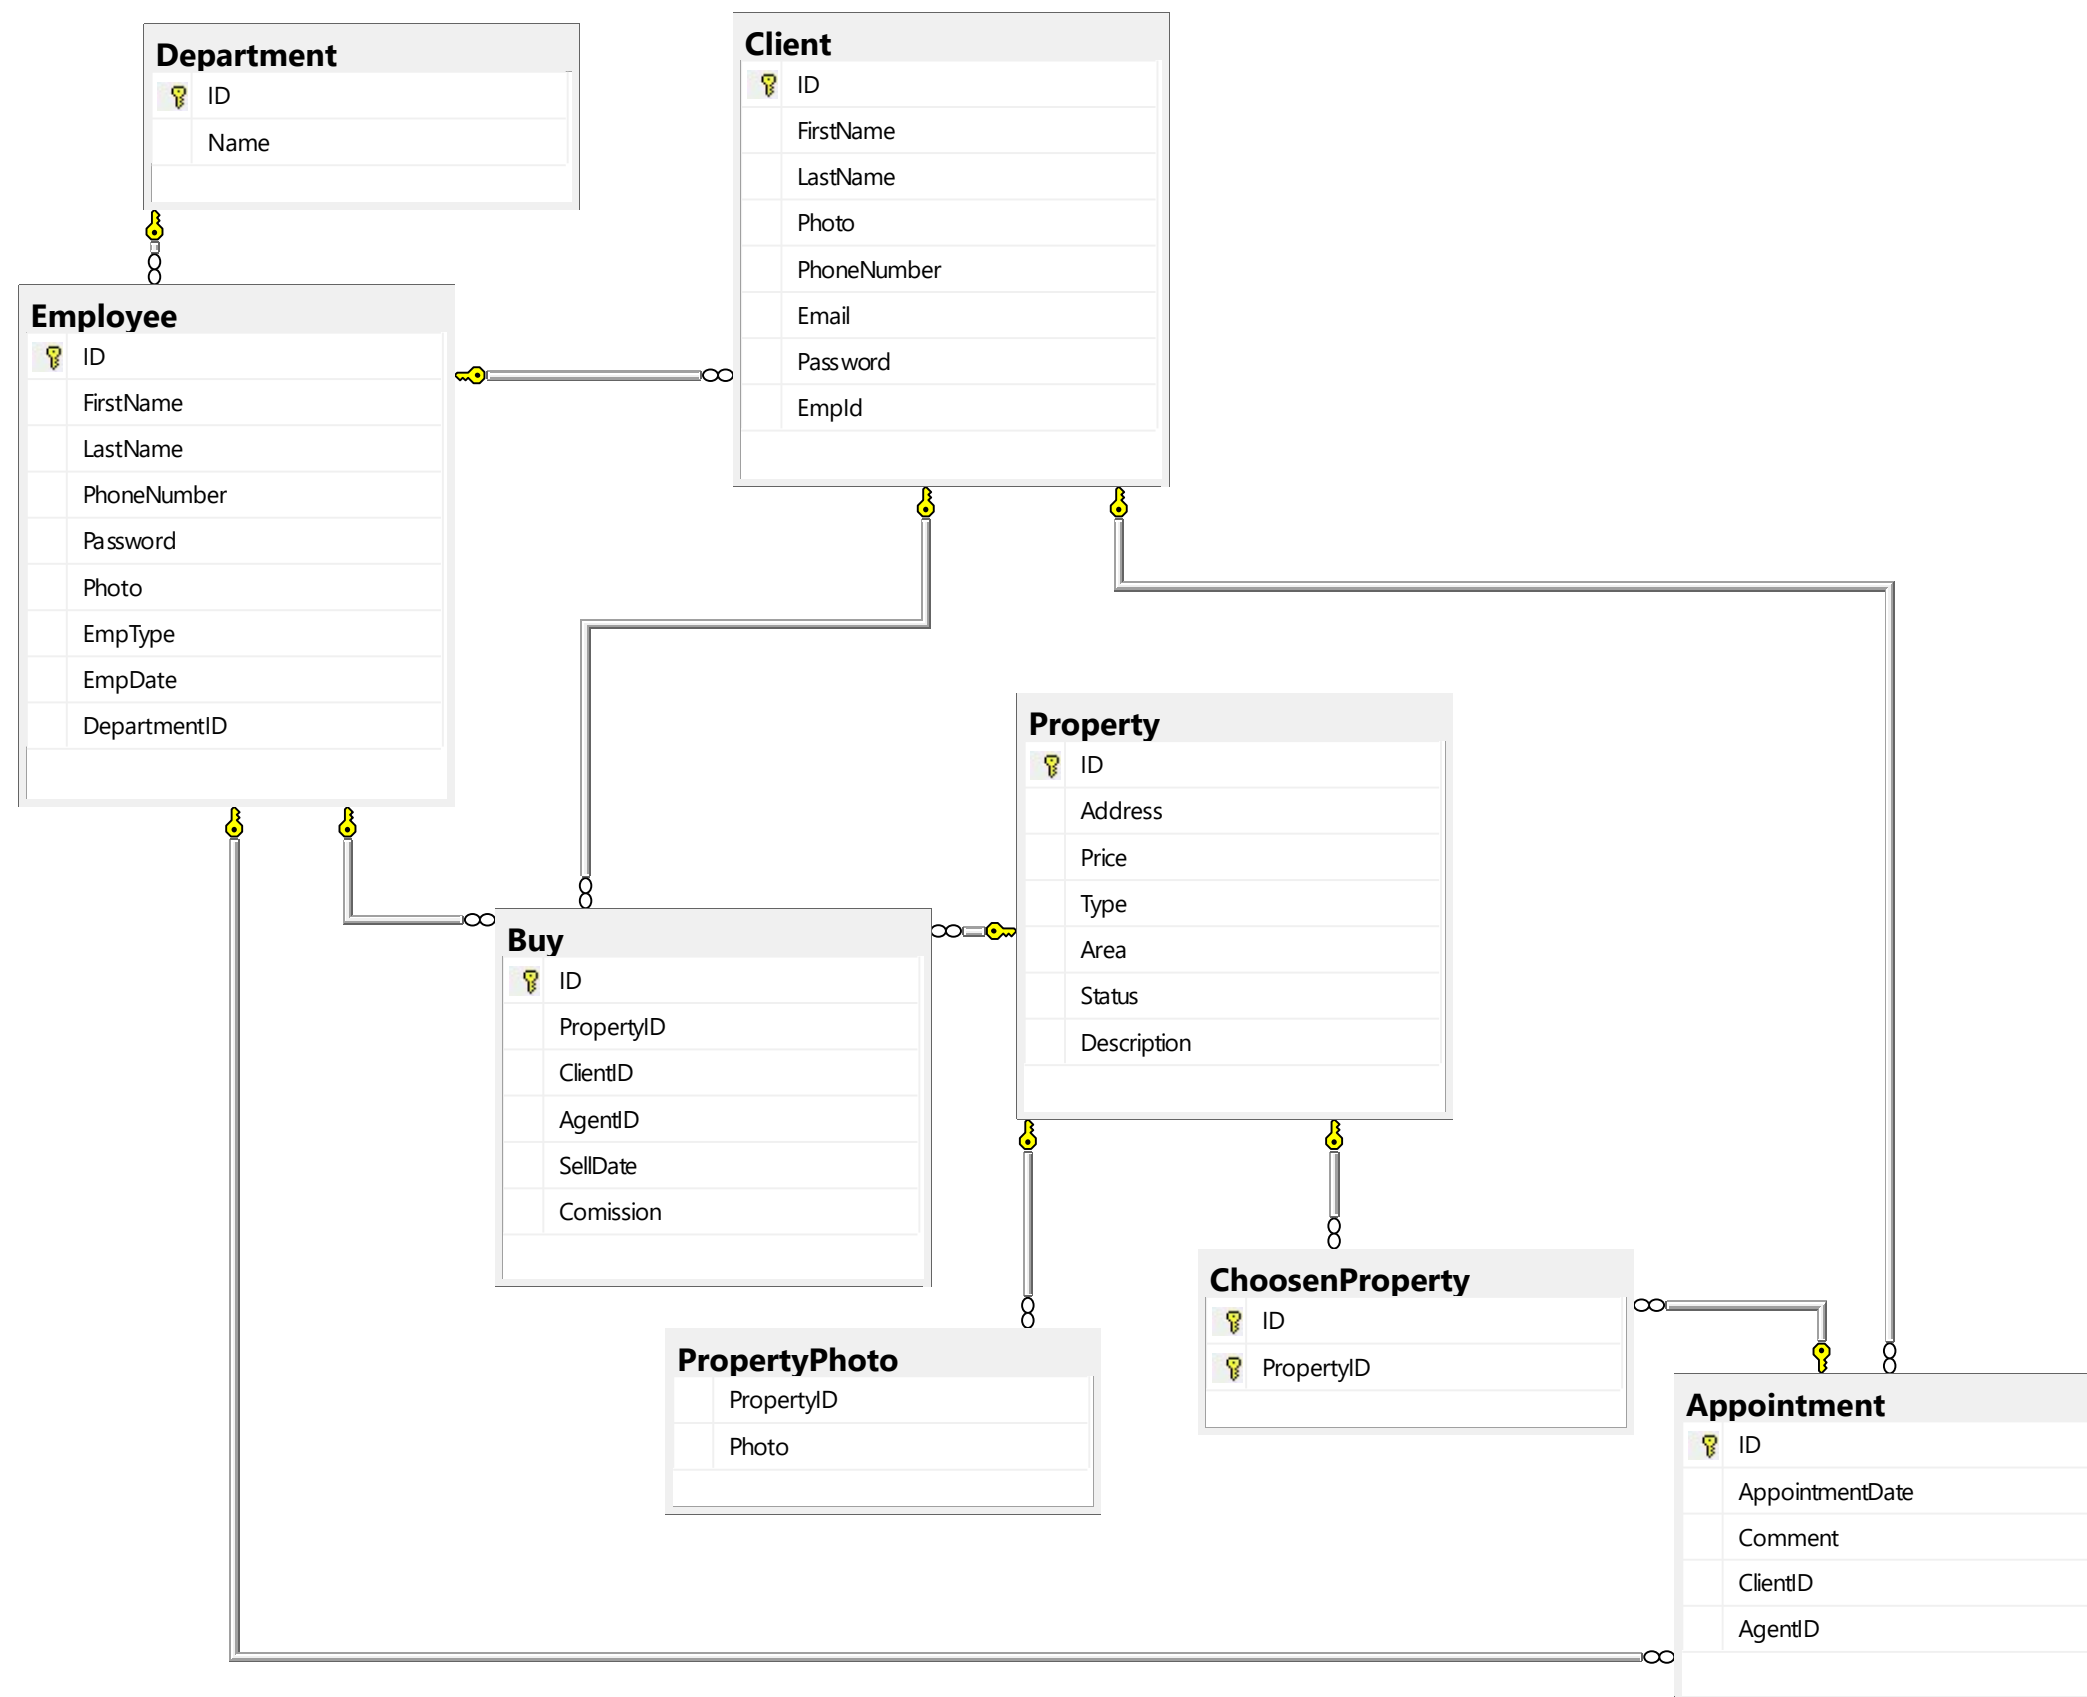 Department
ID
Name
Client
ID
FirstName
LastName
Photo
PhoneNumber
Email
Password
EmpId
Employee
ID
FirstName
LastName
PhoneNumber
Password
Photo
EmpType
EmpDate
DepartmentID
Property
ID
Address
Price
Type
Area
Status
Description
Buy
ID
PropertyID
ClientID
AgentID
SellDate
Comission
PropertyPhoto
PropertyID
Photo
ChoosenProperty
ID
PropertyID
Appointment
ID
AppointmentDate
Comment
ClientID
AgentID